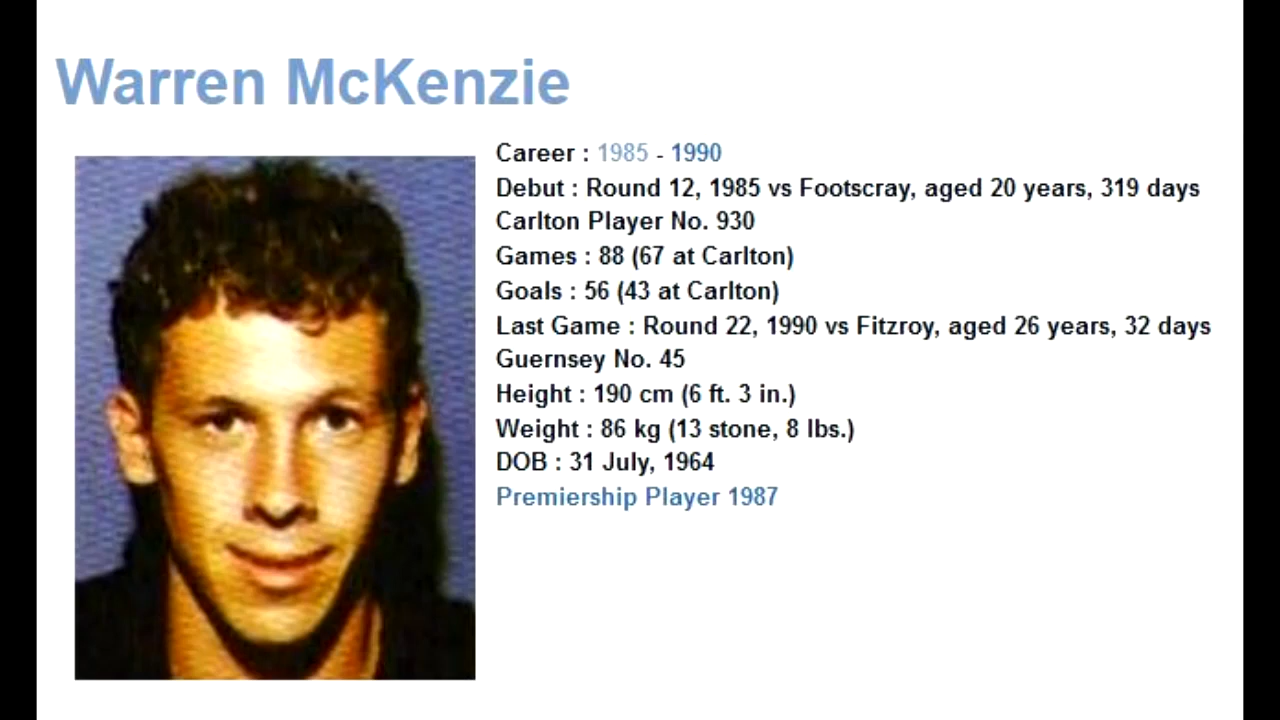 Warren McKenzie
Career : 1985 - 1990
Debut : Round 12, 1985 vs Footscray, aged 20 years, 319 days
Carlton Player No. 930
Games : 88 (67 at Carlton)
Goals : 56 (43 at Carlton)
Last Game : Round 22, 1990 vs Fitzroy, aged 26 years, 32 days
Guernsey No. 45
Height : 190 cm (6 ft. 3 in.)
Weight : 86 kg (13 stone, 8 lbs.)
DOB : 31 July, 1964
Premiership Player 1987